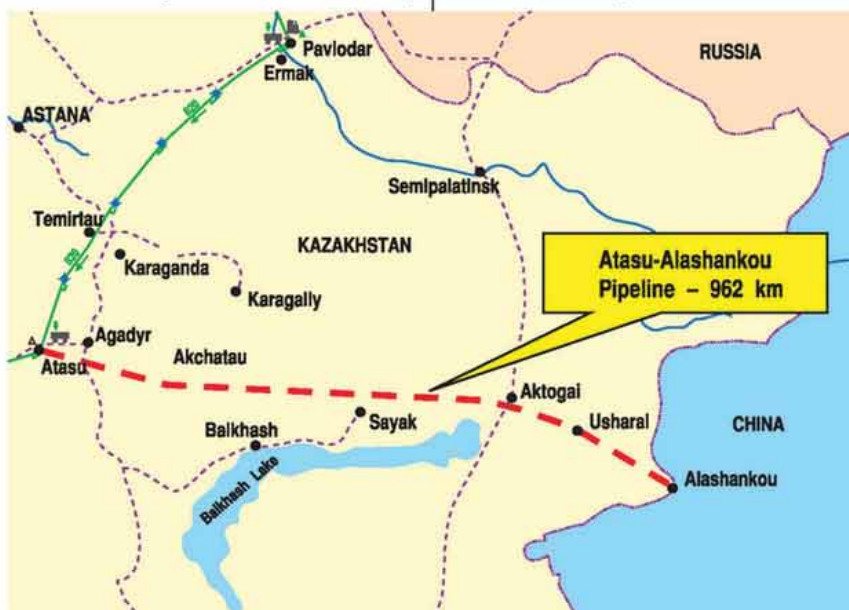 Pavlodar
RUSSIA
Ermak
ASTANA
Semipalatinsk
Temirtau
KAZAKHSTAN
Atasu-Alashankou
Pipeline – 962 km
Karaganda
Karagally
Agadyr
Atasu
Akchatau
Aktogai
Sayak
Usharal
CHINA
Balkhash
Balkhash Lake
Alashankou